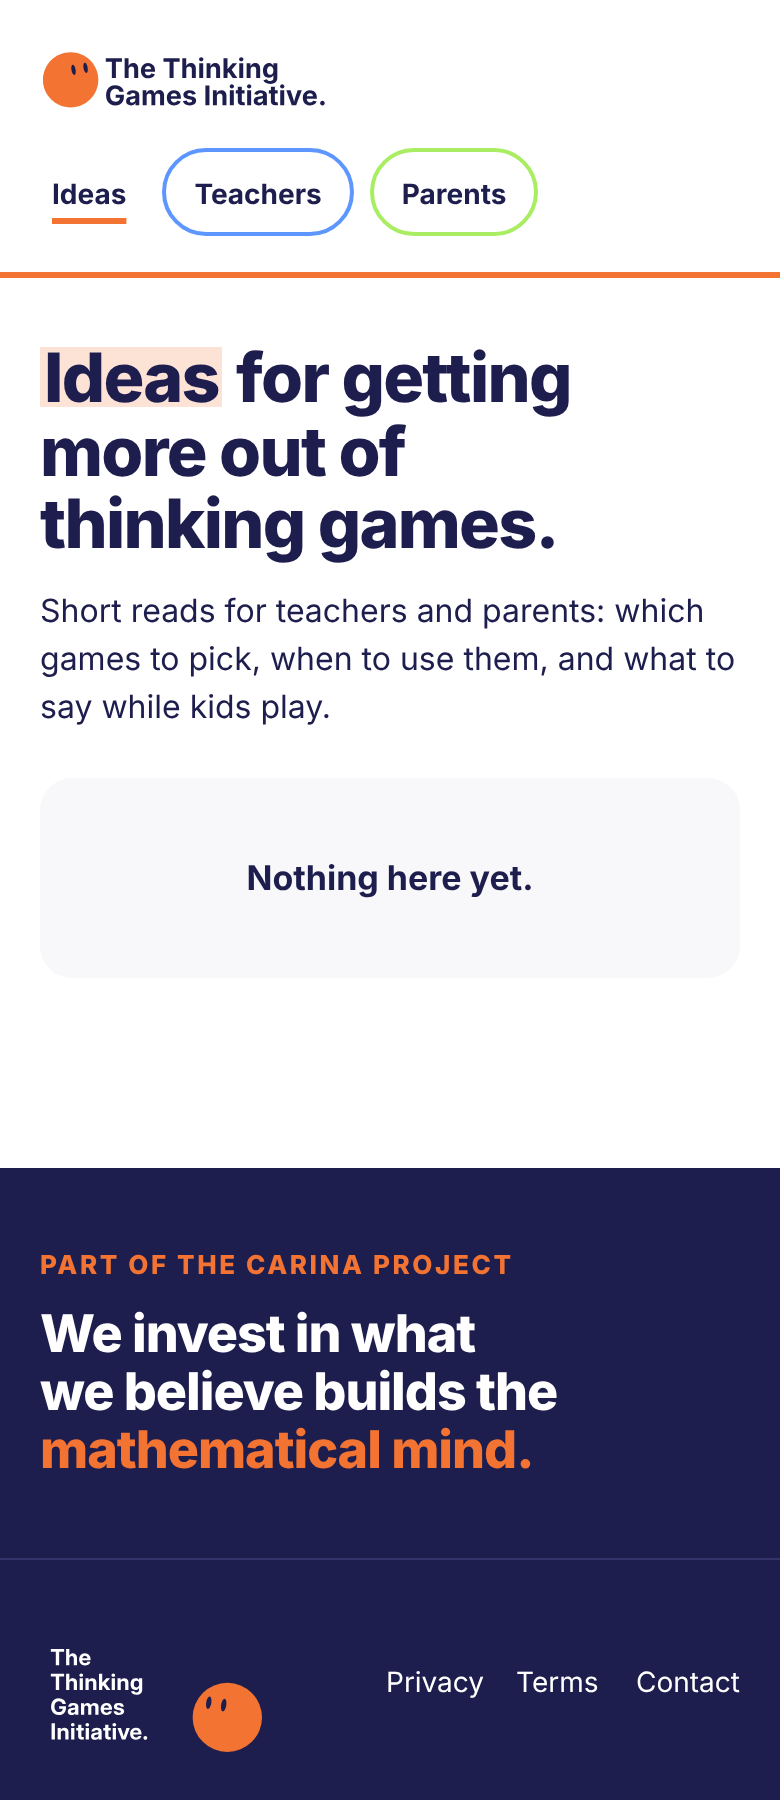 The Thinking
Games Initiative.
Ideas
Teachers
Parents
Ideas for getting
more out of
thinking games.
Short reads for teachers and parents: which
games to pick, when to use them, and what to
say while kids play.
Nothing here yet.
PART OF THE CARINA PROJECT
We invest in what
we believe builds the
mathematical mind.
The
Thinking
Games
Initiative.
Privacy
Terms
Contact